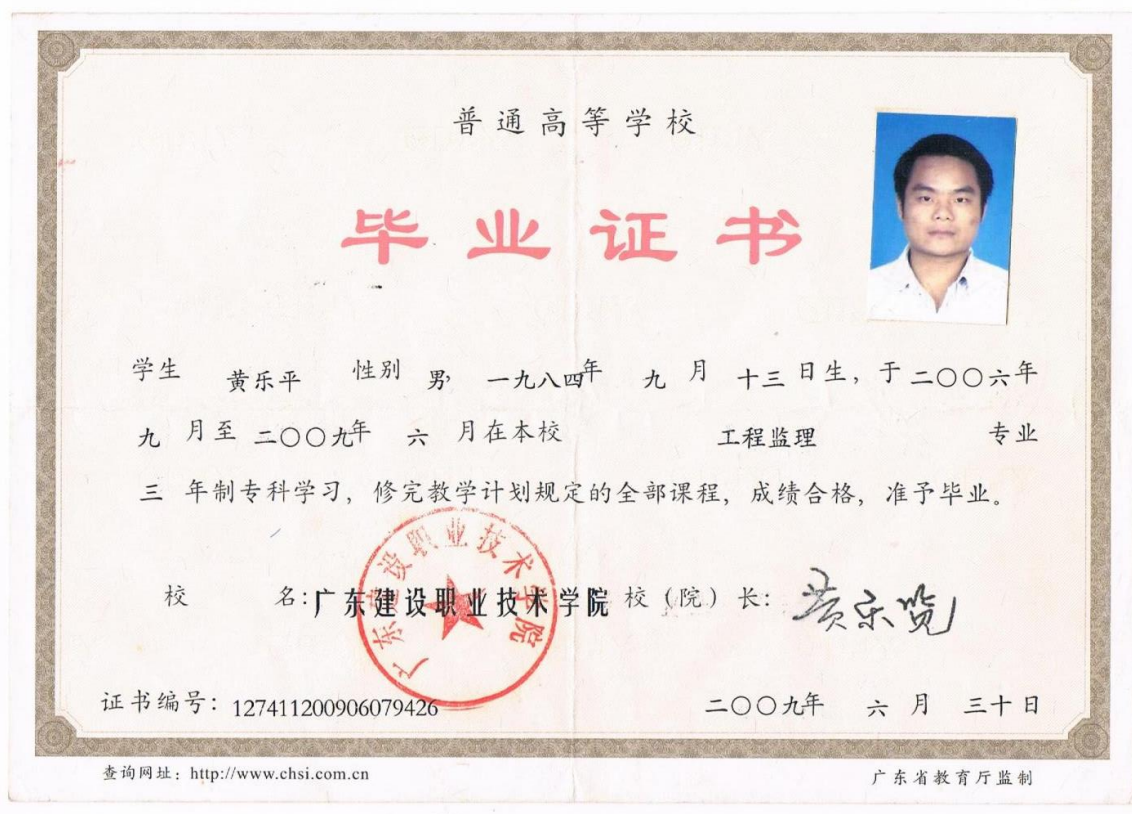 普通高等学校
毕业证书
学生 黄乐平 性别 男, 一九八四年 九 月 十三日生，于二〇〇六年
九 月至 二〇〇九年 六 月在本校 工程监理 专业
三 年制专科学习，修完教学计划规定的全部课程，成绩合格，准予毕业。
广东建设职业技术学院
校 名：广东建设职业技术学院 校（院）长：
证书编号：127411200906079426 二〇〇九年 六 月 三十日
查询网址：http://www.chsi.com.cn 广东省教育厅监制